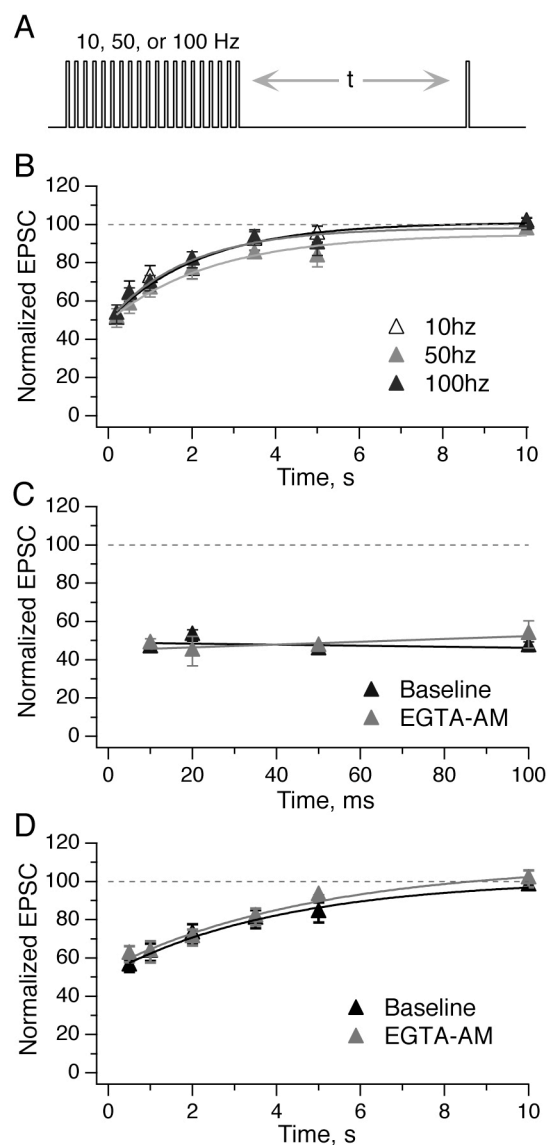 A
10, 50, or 100 Hz
t
B
120
100
80
60
40
20
0
Normalized EPSC
10hz
50hz
100hz
0 2 4 6 8 10
Time, s
C
120
100
80
60
40
20
0
Normalized EPSC
Baseline
EGTA-AM
0 20 40 60 80 100
Time, ms
D
120
100
80
60
40
20
0
Normalized EPSC
Baseline
EGTA-AM
0 2 4 6 8 10
Time, s